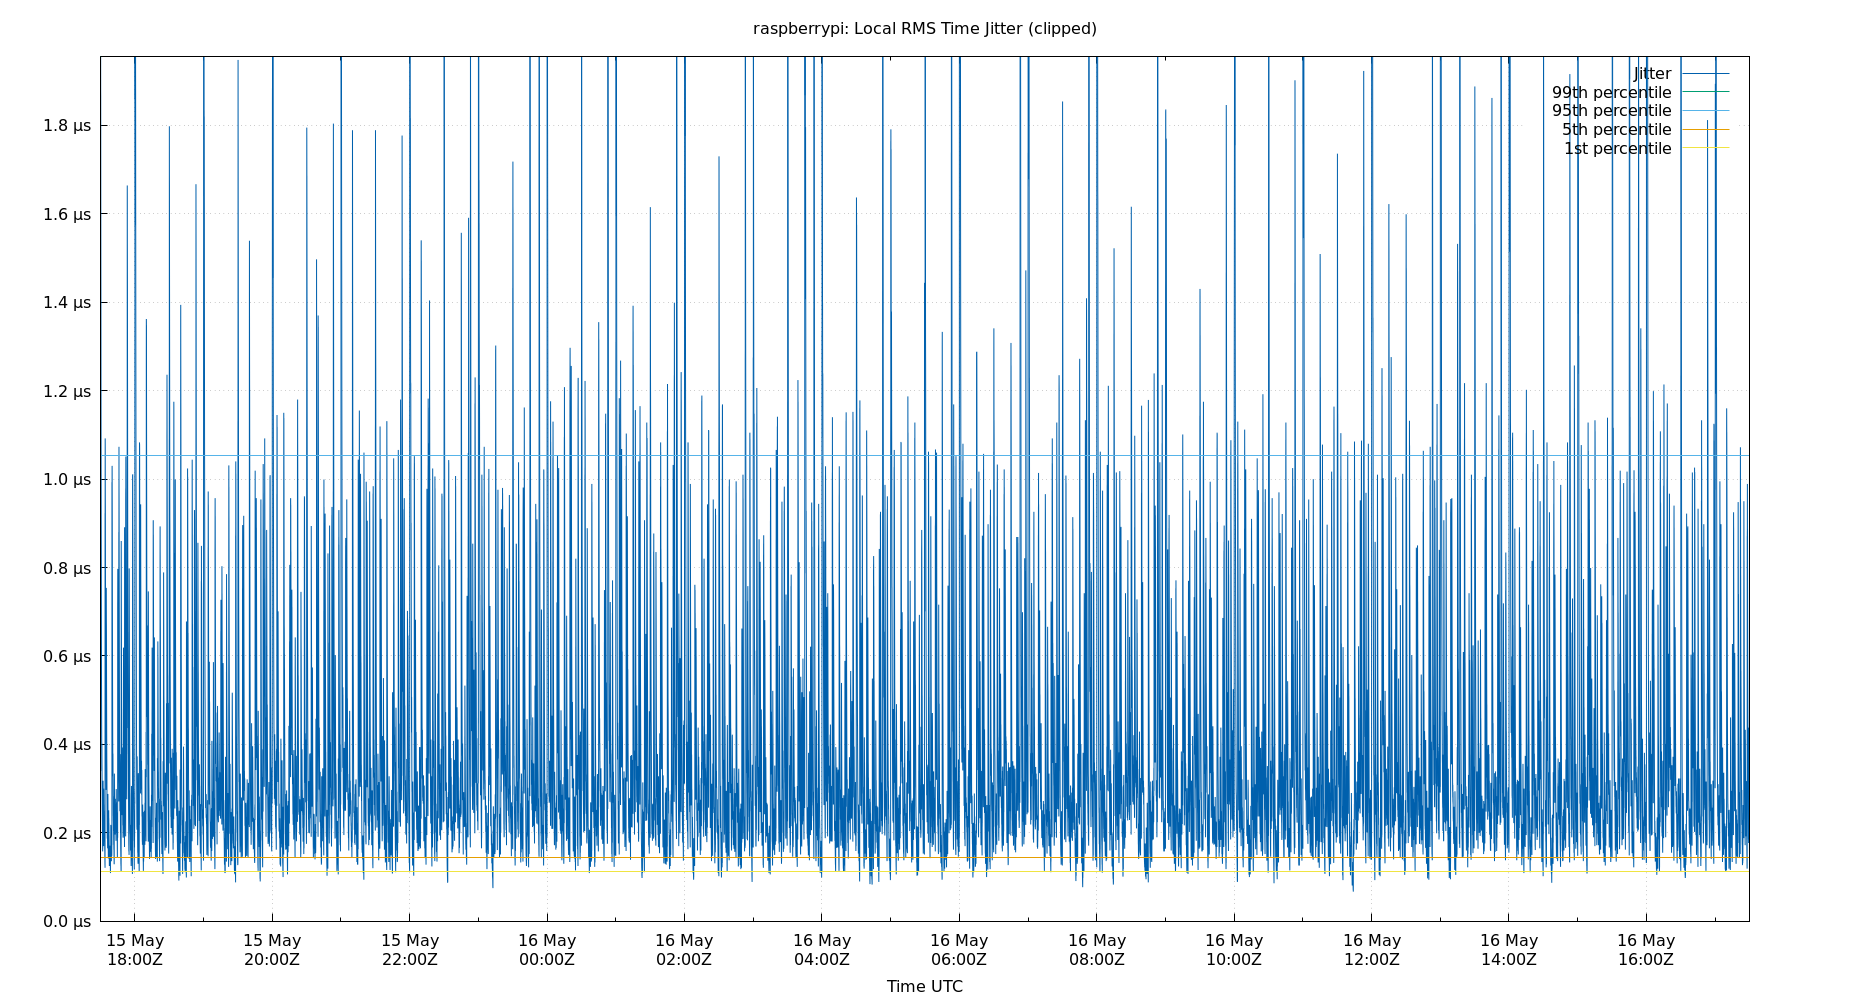 raspberrypi: Local RMS Time Jitter (clipped)
Jitter
99th percentile
95th percentile
5th percentile
1st percentile
1.8 µs
1.6 µs
1.4 µs
1.2 µs
1.0 µs
0.8 µs
0.6 µs
0.4 µs
0.2 µs
0.0 µs
15 May 15 May 15 May 16 May 16 May 16 May 16 May 16 May 16 May 16 May 16 May 16 May
18:00Z 20:00Z 22:00Z 00:00Z 02:00Z 04:00Z 06:00Z 08:00Z 10:00Z 12:00Z 14:00Z 16:00Z
Time UTC